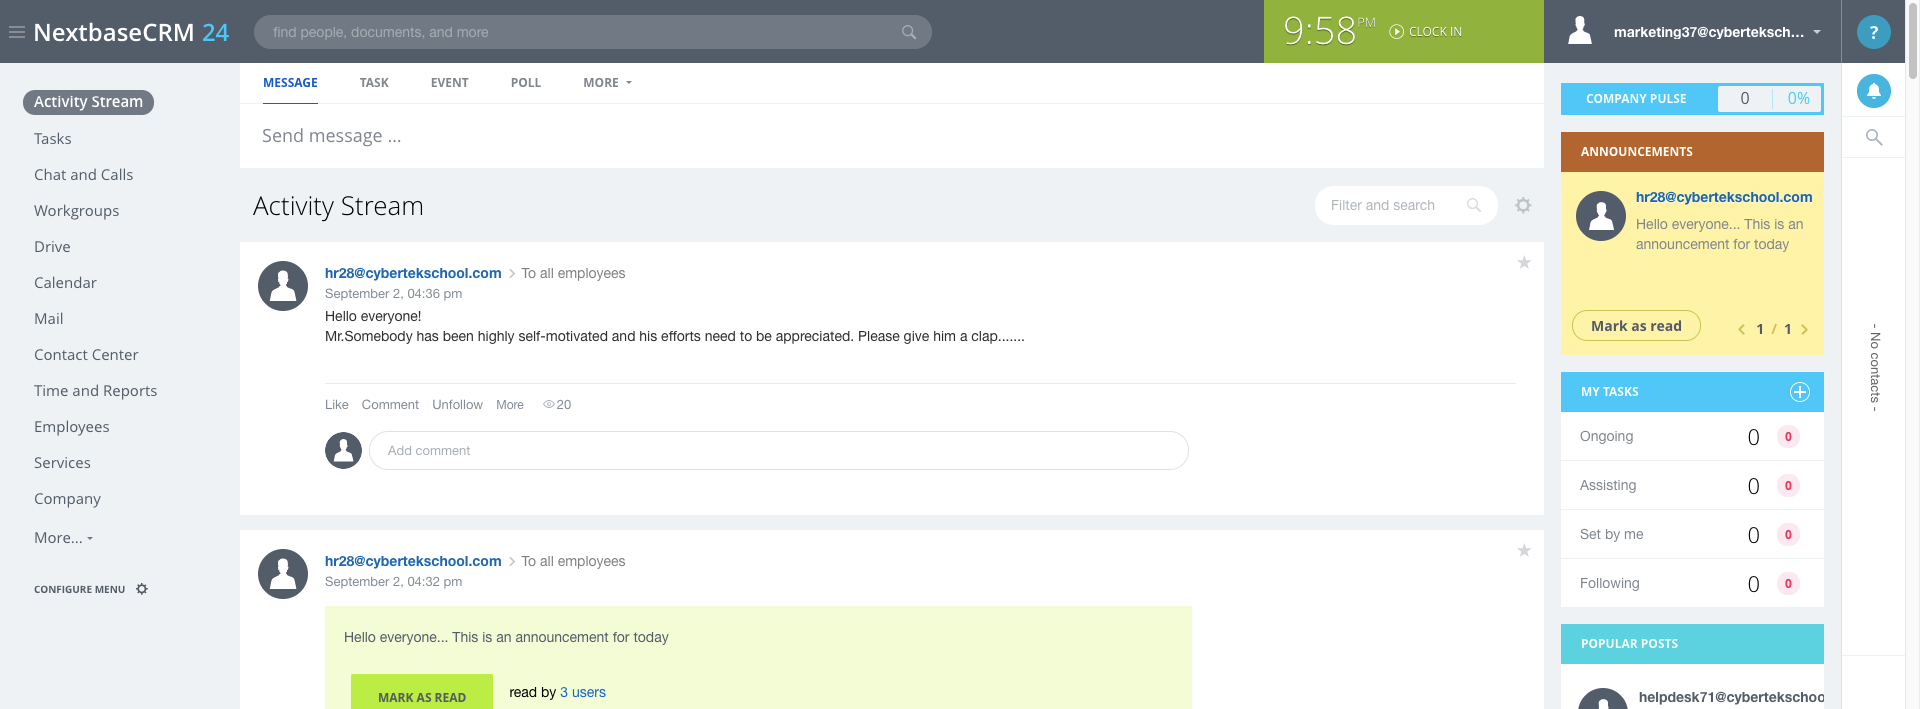 NextbaseCRM 24
find people, documents, and more
9:58 PM
CLOCK IN
marketing37@cyberteksch...
?
MESSAGE TASK EVENT POLL MORE
Send message ...
Activity Stream
Tasks
Chat and Calls
Workgroups
Drive
Calendar
Mail
Contact Center
Time and Reports
Employees
Services
Company
More...
CONFIGURE MENU
Activity Stream
Filter and search
hr28@cybertekschool.com > To all employees
September 2, 04:36 pm
Hello everyone!
Mr.Somebody has been highly self-motivated and his efforts need to be appreciated. Please give him a clap.......
Like Comment Unfollow More 20
Add comment
hr28@cybertekschool.com > To all employees
September 2, 04:32 pm
Hello everyone... This is an announcement for today
MARK AS READ
read by 3 users
COMPANY PULSE 0 0%
ANNOUNCEMENTS
hr28@cybertekschool.com
Hello everyone... This is an
announcement for today
Mark as read
1 / 1
MY TASKS
Ongoing 0 0
Assisting 0 0
Set by me 0 0
Following 0 0
POPULAR POSTS
helpdesk71@cybertekschoo
- No contacts -